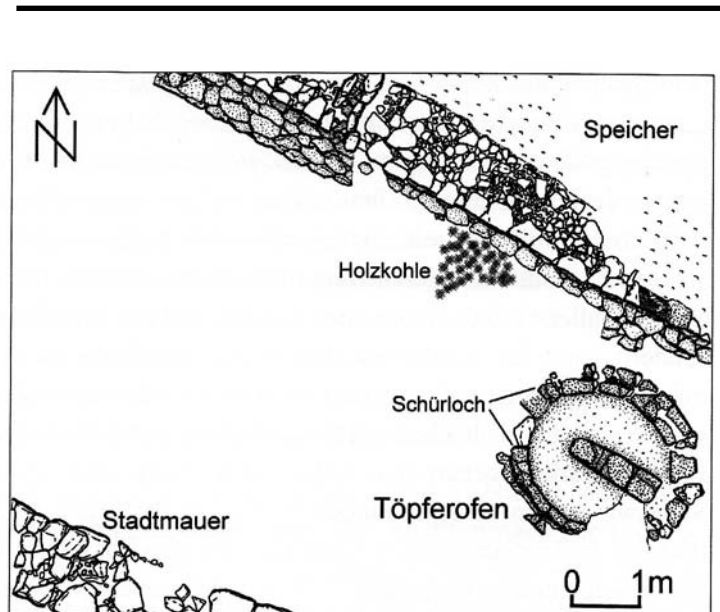 N
Speicher
Holzkohle
Schürloch
Töpferofen
Stadtmauer
0 1m